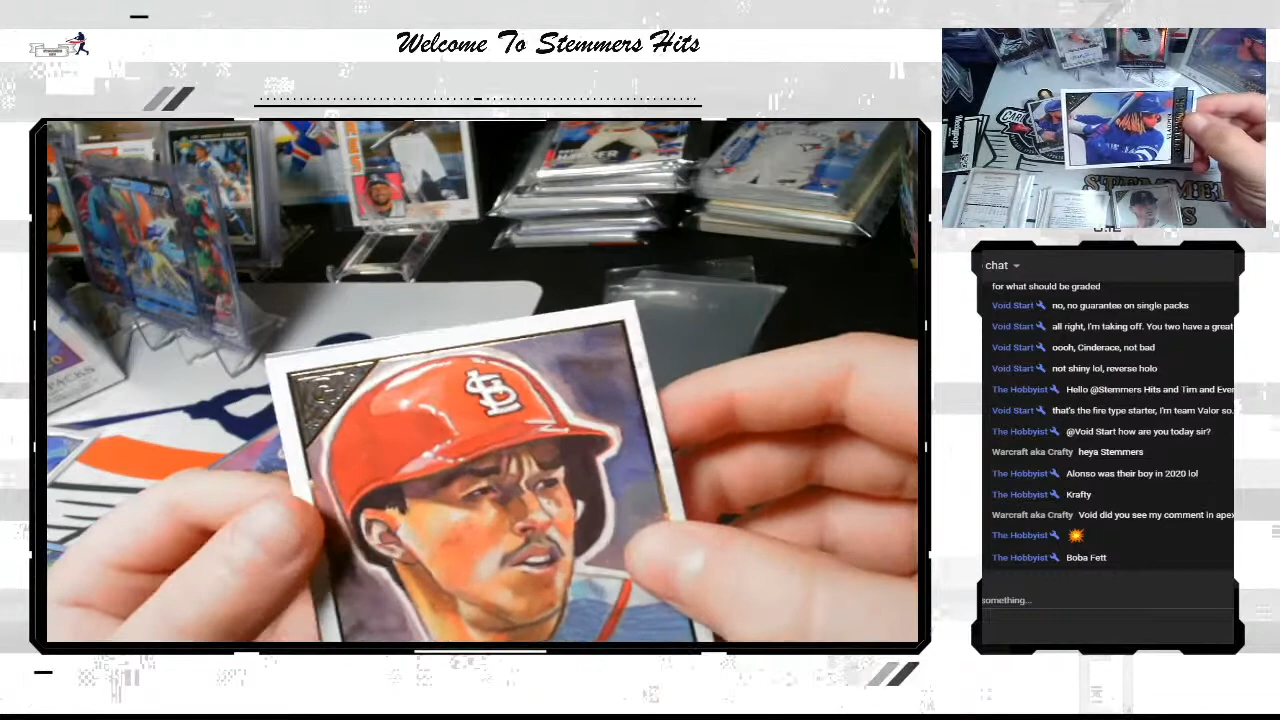 Welcome To Stemmers Hits
chat
for what should be graded
Void Start no, no guarantee on single packs
Void Start all right, I'm taking off. You two have a great
Void Start oooh, Cinderace, not bad
Void Start not shiny lol, reverse holo
The Hobbyist Hello @Stemmers Hits and Tim and Ever
Void Start that's the fire type starter, I'm team Valor so.
The Hobbyist @Void Start how are you today sir?
Warcraft aka Crafty heya Stemmers
The Hobbyist Alonso was their boy in 2020 lol
The Hobbyist Krafty
Warcraft aka Crafty Void did you see my comment in apex
The Hobbyist
The Hobbyist Boba Fett
something...
STL
PACKS